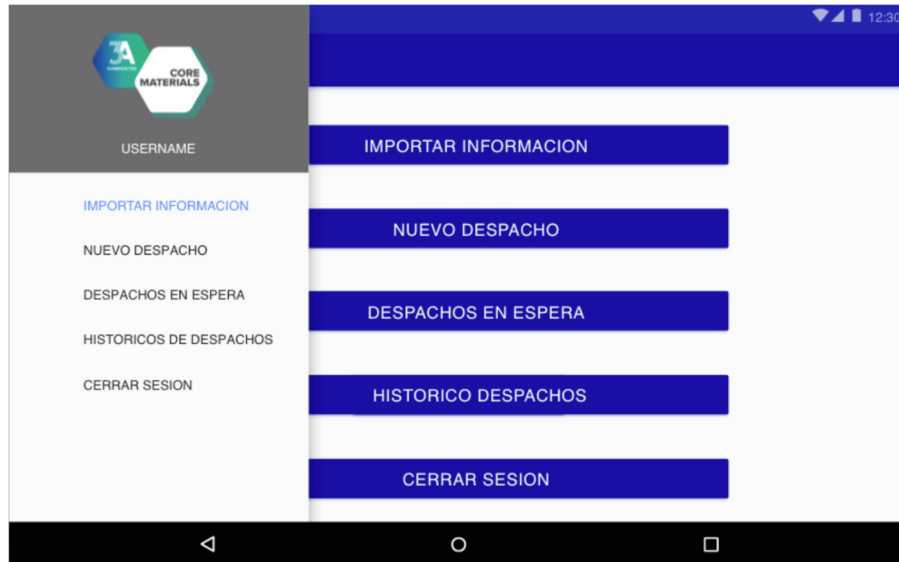 12:30
3A
COMPOSITES
CORE
MATERIALS
USERNAME
IMPORTAR INFORMACION
NUEVO DESPACHO
DESPACHOS EN ESPERA
HISTORICOS DE DESPACHOS
CERRAR SESION
IMPORTAR INFORMACION
NUEVO DESPACHO
DESPACHOS EN ESPERA
HISTORICO DESPACHOS
CERRAR SESION